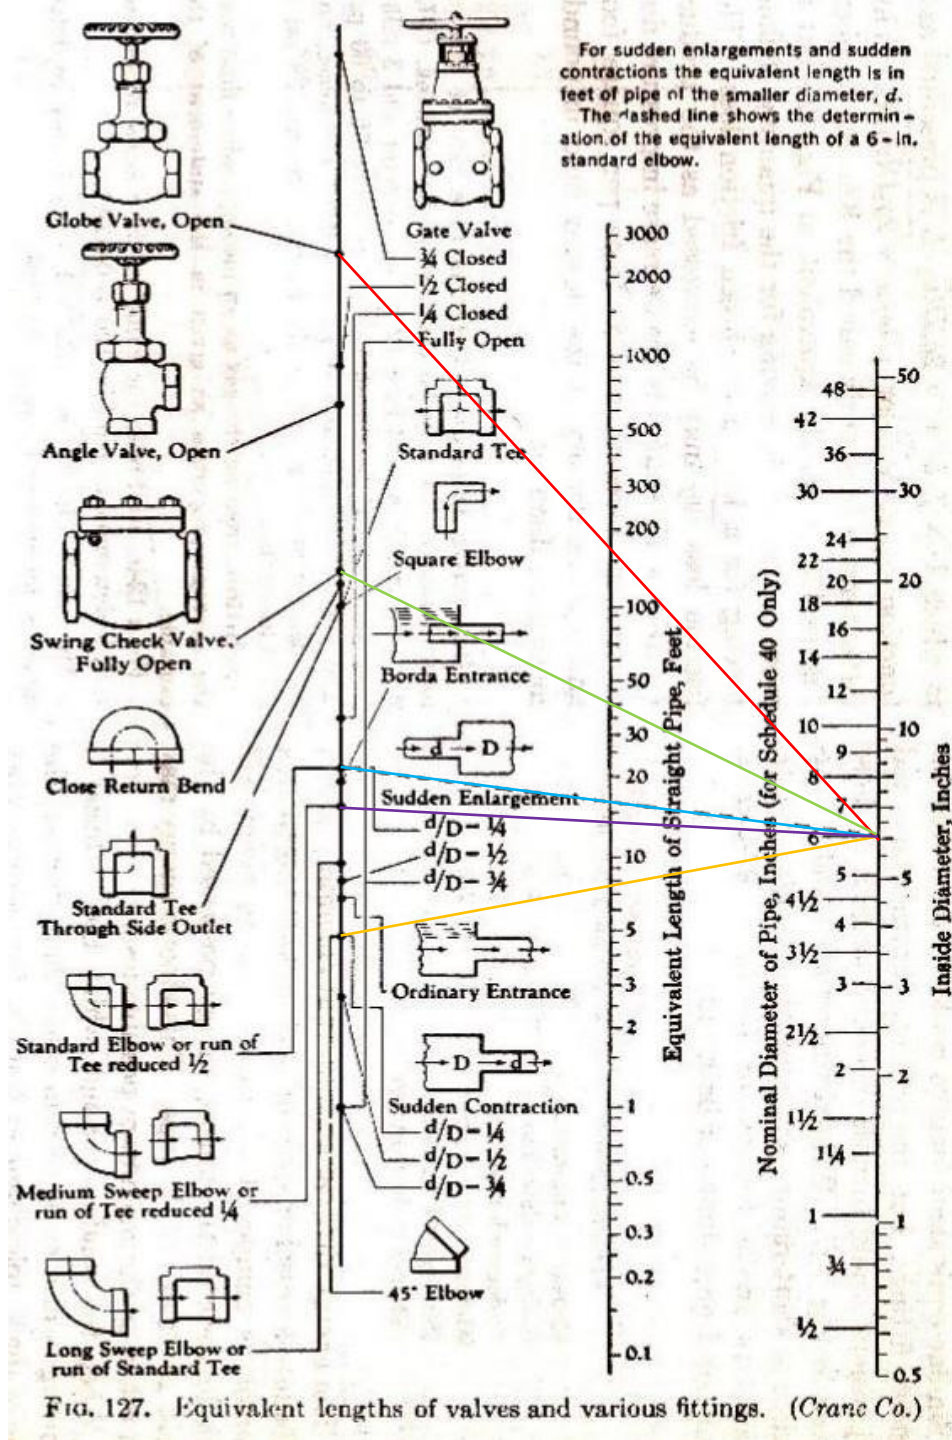 For sudden enlargements and sudden
contractions the equivalent length is in
feet of pipe of the smaller diameter, d.
The dashed line shows the determin-
ation of the equivalent length of a 6-in.
standard elbow.
Globe Valve, Open
Gate Valve
¾ Closed
½ Closed
¼ Closed
Fully Open
Angle Valve, Open
Standard Tee
Square Elbow
Swing Check Valve,
Fully Open
Borda Entrance
Close Return Bend
d D
Sudden Enlargement
d/D-¼
d/D-½
d/D-¾
Standard Tee
Through Side Outlet
Ordinary Entrance
Standard Elbow or run of
Tee reduced ½
D d
Sudden Contraction
d/D-¼
d/D-½
d/D-¾
Medium Sweep Elbow or
run of Tee reduced ¼
45° Elbow
Long Sweep Elbow or
run of Standard Tee
3000
2000
1000
500
300
200
100
50
30
20
10
5
3
2
1
0.5
0.3
0.2
0.1
Equivalent Length of Straight Pipe, Feet
48
42
36
30
24
22
20
18
16
14
12
10
9
8
7
6
5
4½
4
3½
3
2½
2
1½
1¼
1
¾
½
Nominal Diameter of Pipe, Inches (for Schedule 40 Only)
50
30
20
10
5
3
2
1
0.5
Inside Diameter, Inches
FIG. 127. Equivalent lengths of valves and various fittings. (Crane Co.)